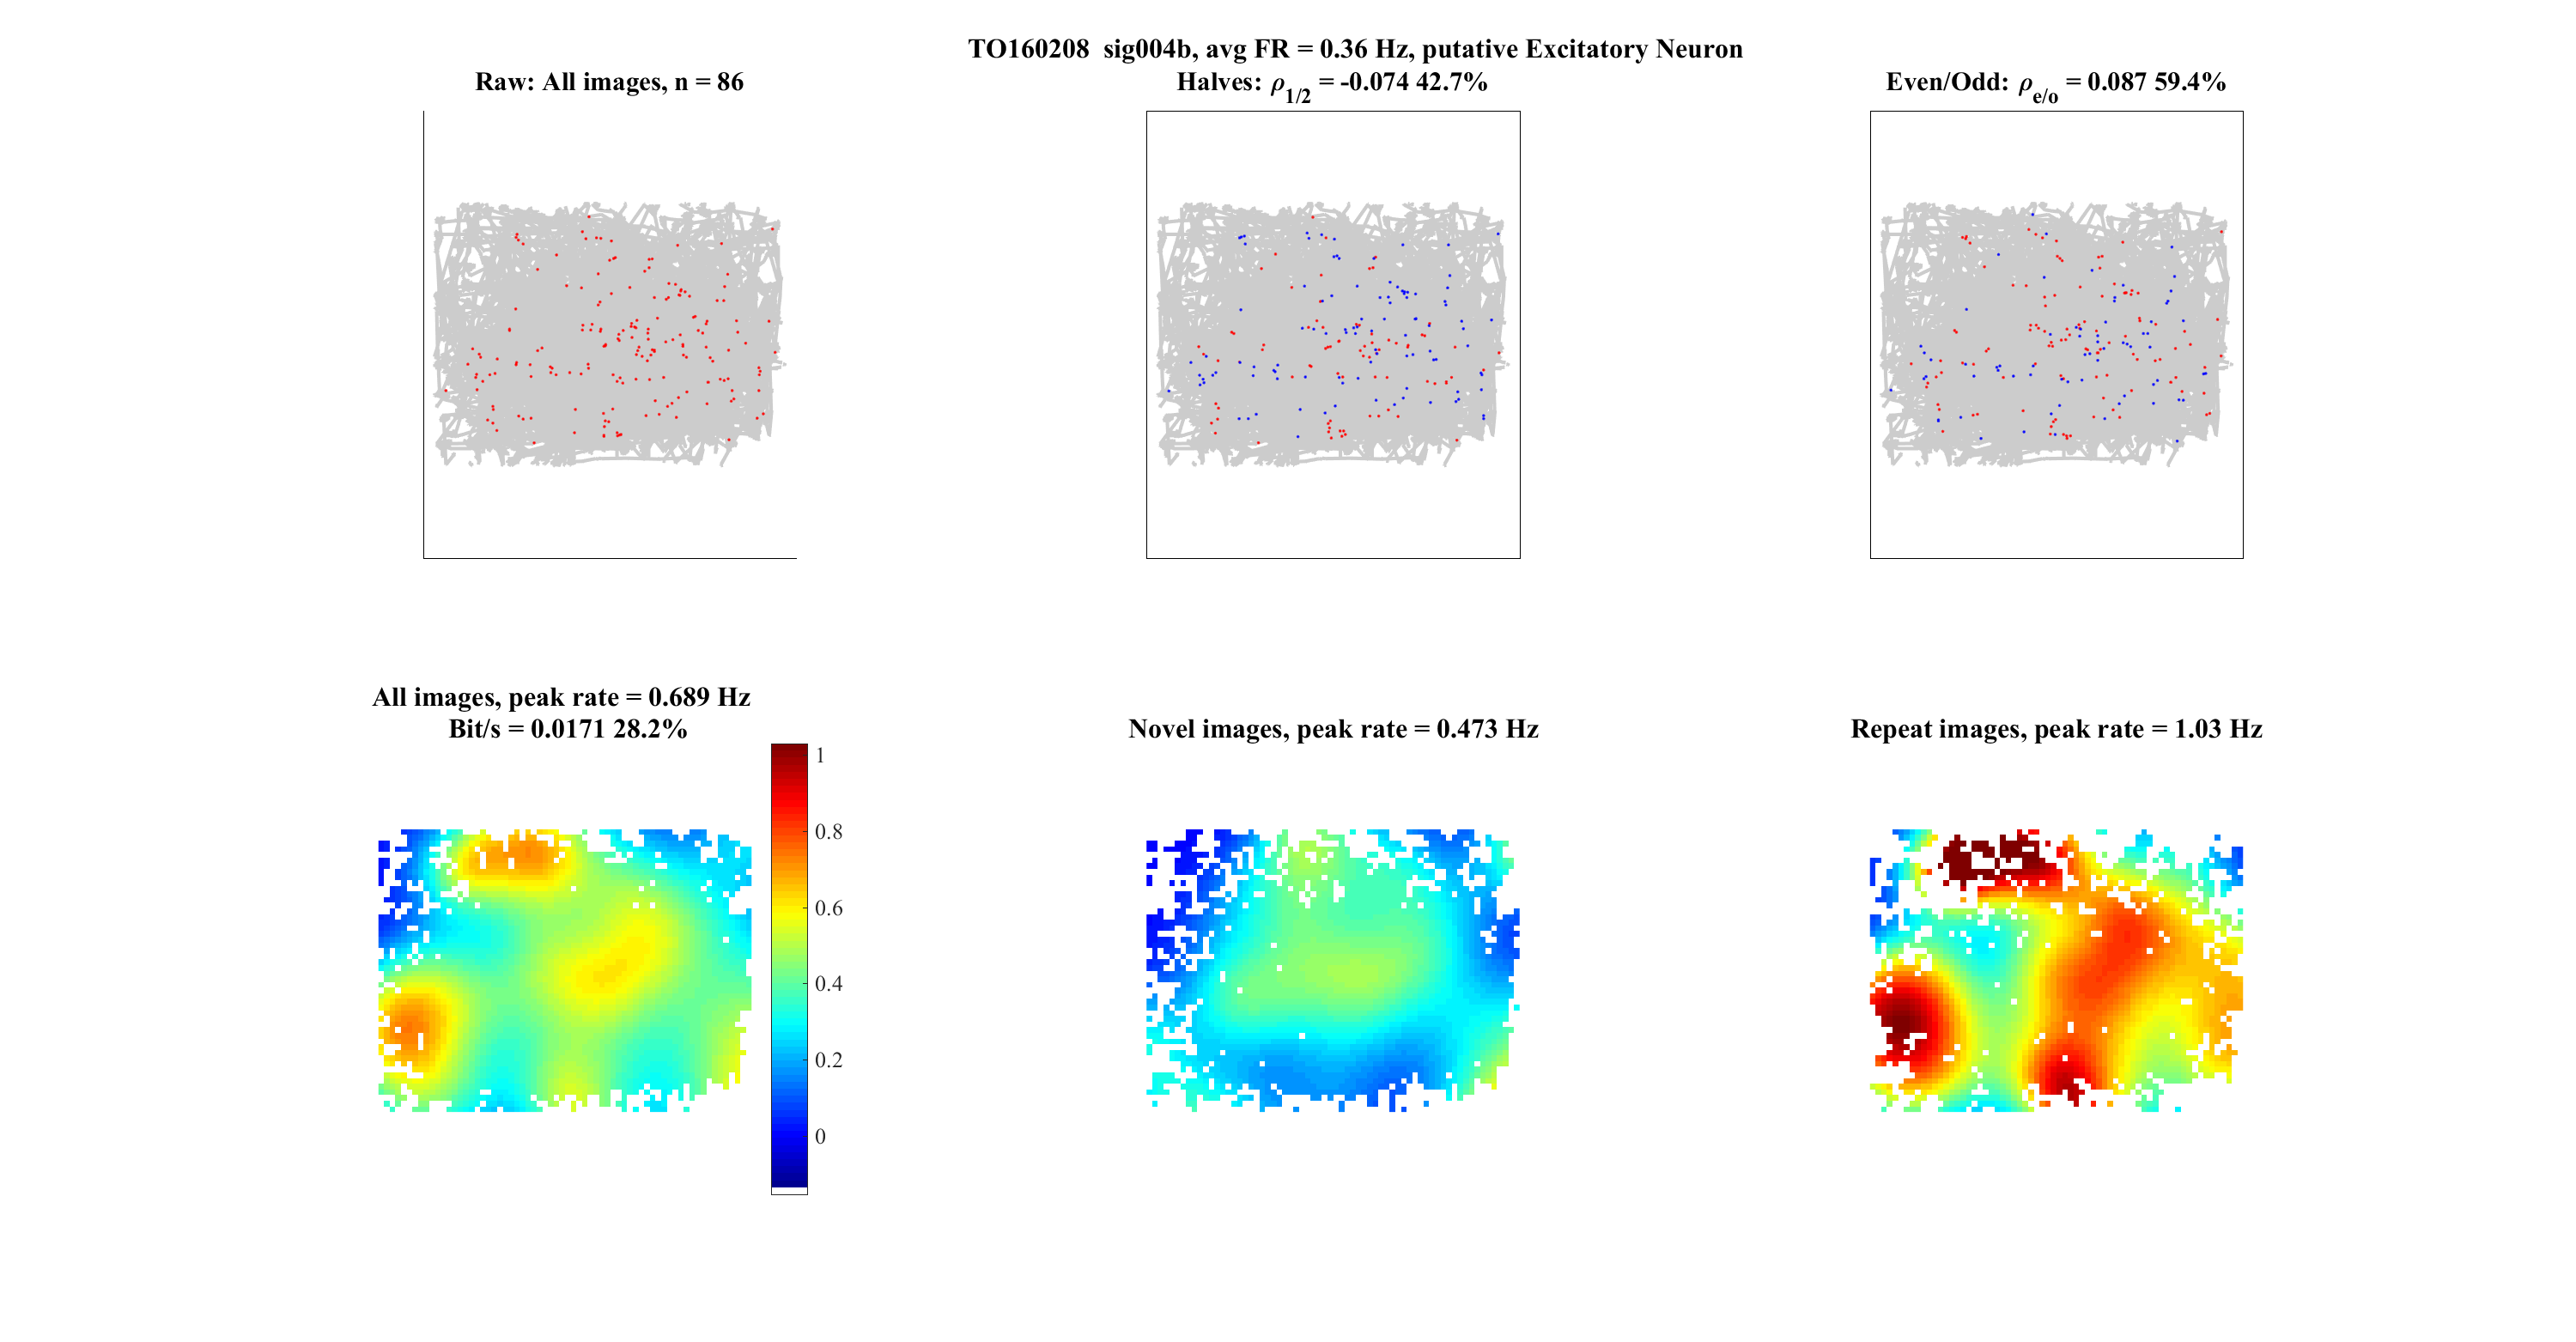 TO160208  sig004b, avg FR = 0.36 Hz, putative Excitatory Neuron
Raw: All images, n = 86
Halves: ρ1/2 = -0.074 42.7%
Even/Odd: ρe/o = 0.087 59.4%
All images, peak rate = 0.689 Hz
Bit/s = 0.0171 28.2%
Novel images, peak rate = 0.473 Hz
Repeat images, peak rate = 1.03 Hz
1
0.8
0.6
0.4
0.2
0